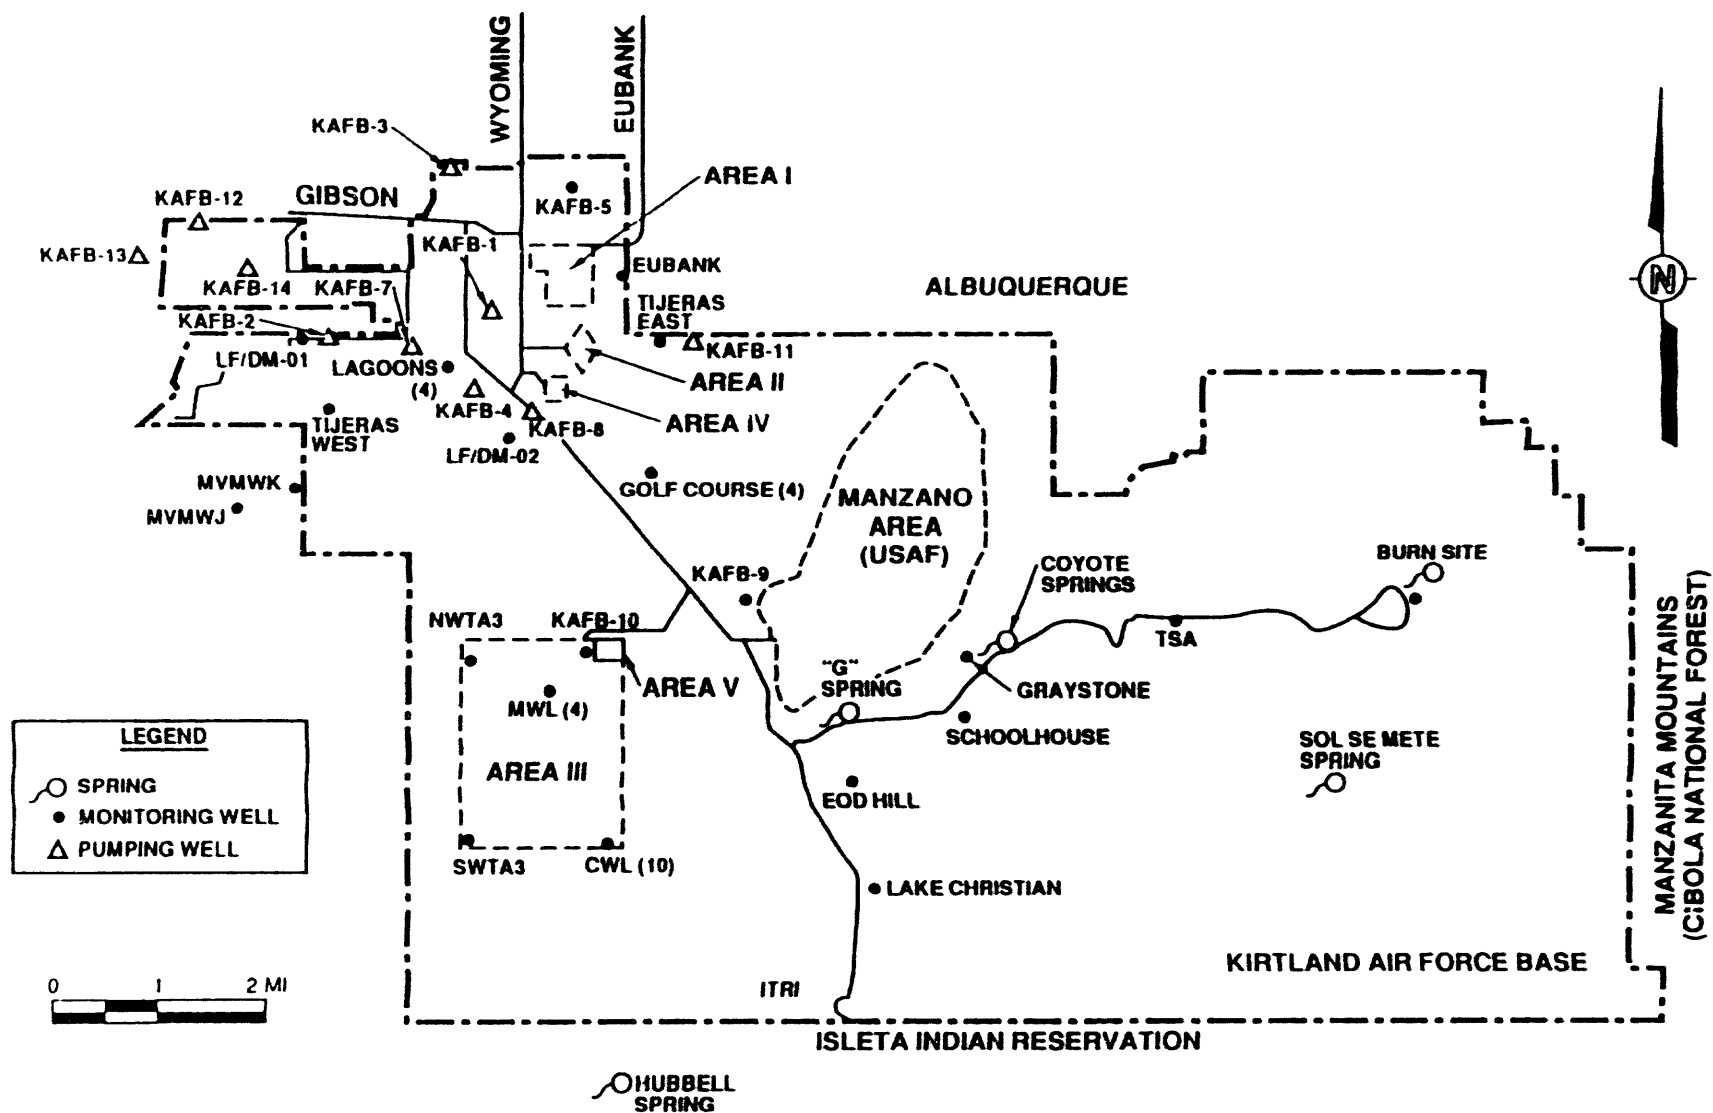 WYOMING
EUBANK
KAFB-3
AREA I
KAFB-12
GIBSON
KAFB-5
KAFB-1
KAFB-13
EUBANK
KAFB-14
KAFB-7
ALBUQUERQUE
TIJERAS
EAST
KAFB-2
KAFB-11
LF/DM-01
LAGOONS
(4)
AREA II
KAFB-4
AREA IV
TIJERAS
WEST
KAFB-8
LF/DM-02
MVMWK
GOLF COURSE (4)
MANZANO
AREA
(USAF)
MVMWJ
N
BURN SITE
COYOTE
SPRINGS
KAFB-9
NWTA3
KAFB-10
TSA
"G"
SPRING
AREA V
GRAYSTONE
MWL (4)
SCHOOLHOUSE
SOL SE METE
SPRING
AREA III
EOD HILL
SWTA3
CWL (10)
LAKE CHRISTIAN
MANZANITA MOUNTAINS
(CIBOLA NATIONAL FOREST)
LEGEND
SPRING
MONITORING WELL
PUMPING WELL
KIRTLAND AIR FORCE BASE
0 1 2 MI
ITRI
ISLETA INDIAN RESERVATION
HUBBELL
SPRING